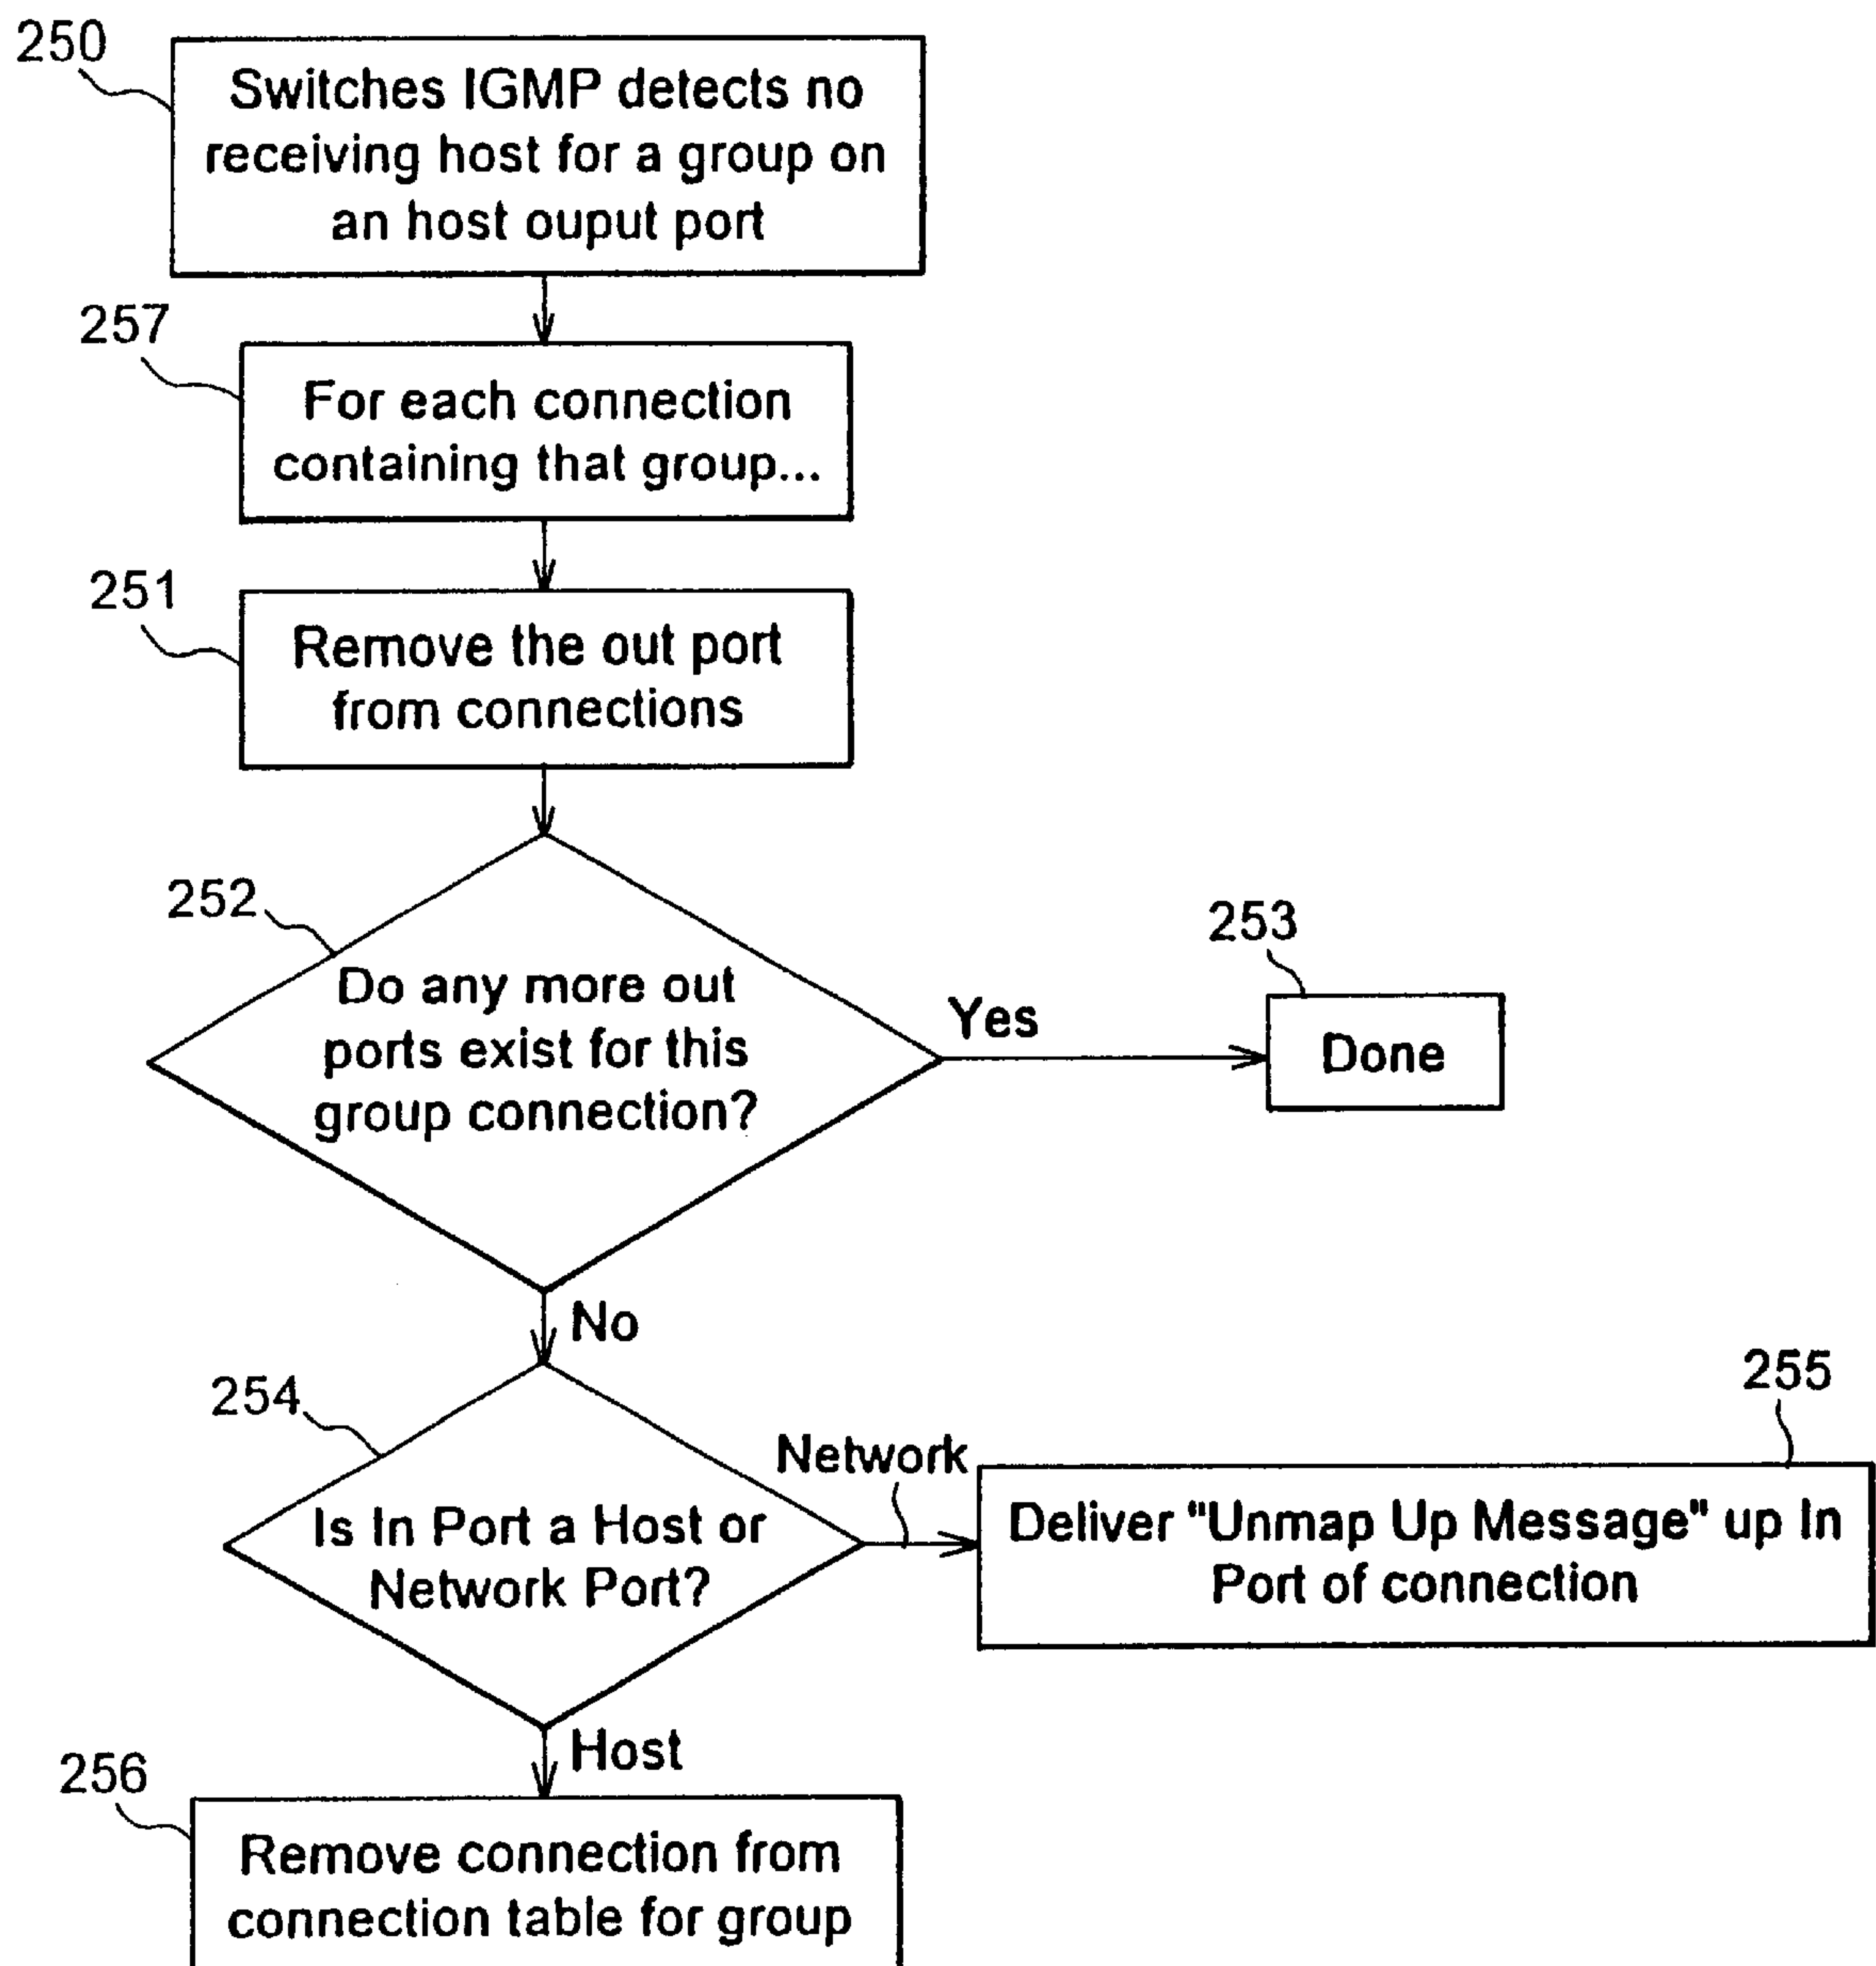 250
Switches IGMP detects no
receiving host for a group on
an host ouput port
257
For each connection
containing that group...
251
Remove the out port
from connections
252
Do any more out
ports exist for this
group connection?
Yes
253
Done
No
254
Is In Port a Host or
Network Port?
Network
255
Deliver "Unmap Up Message" up In
Port of connection
Host
256
Remove connection from
connection table for group